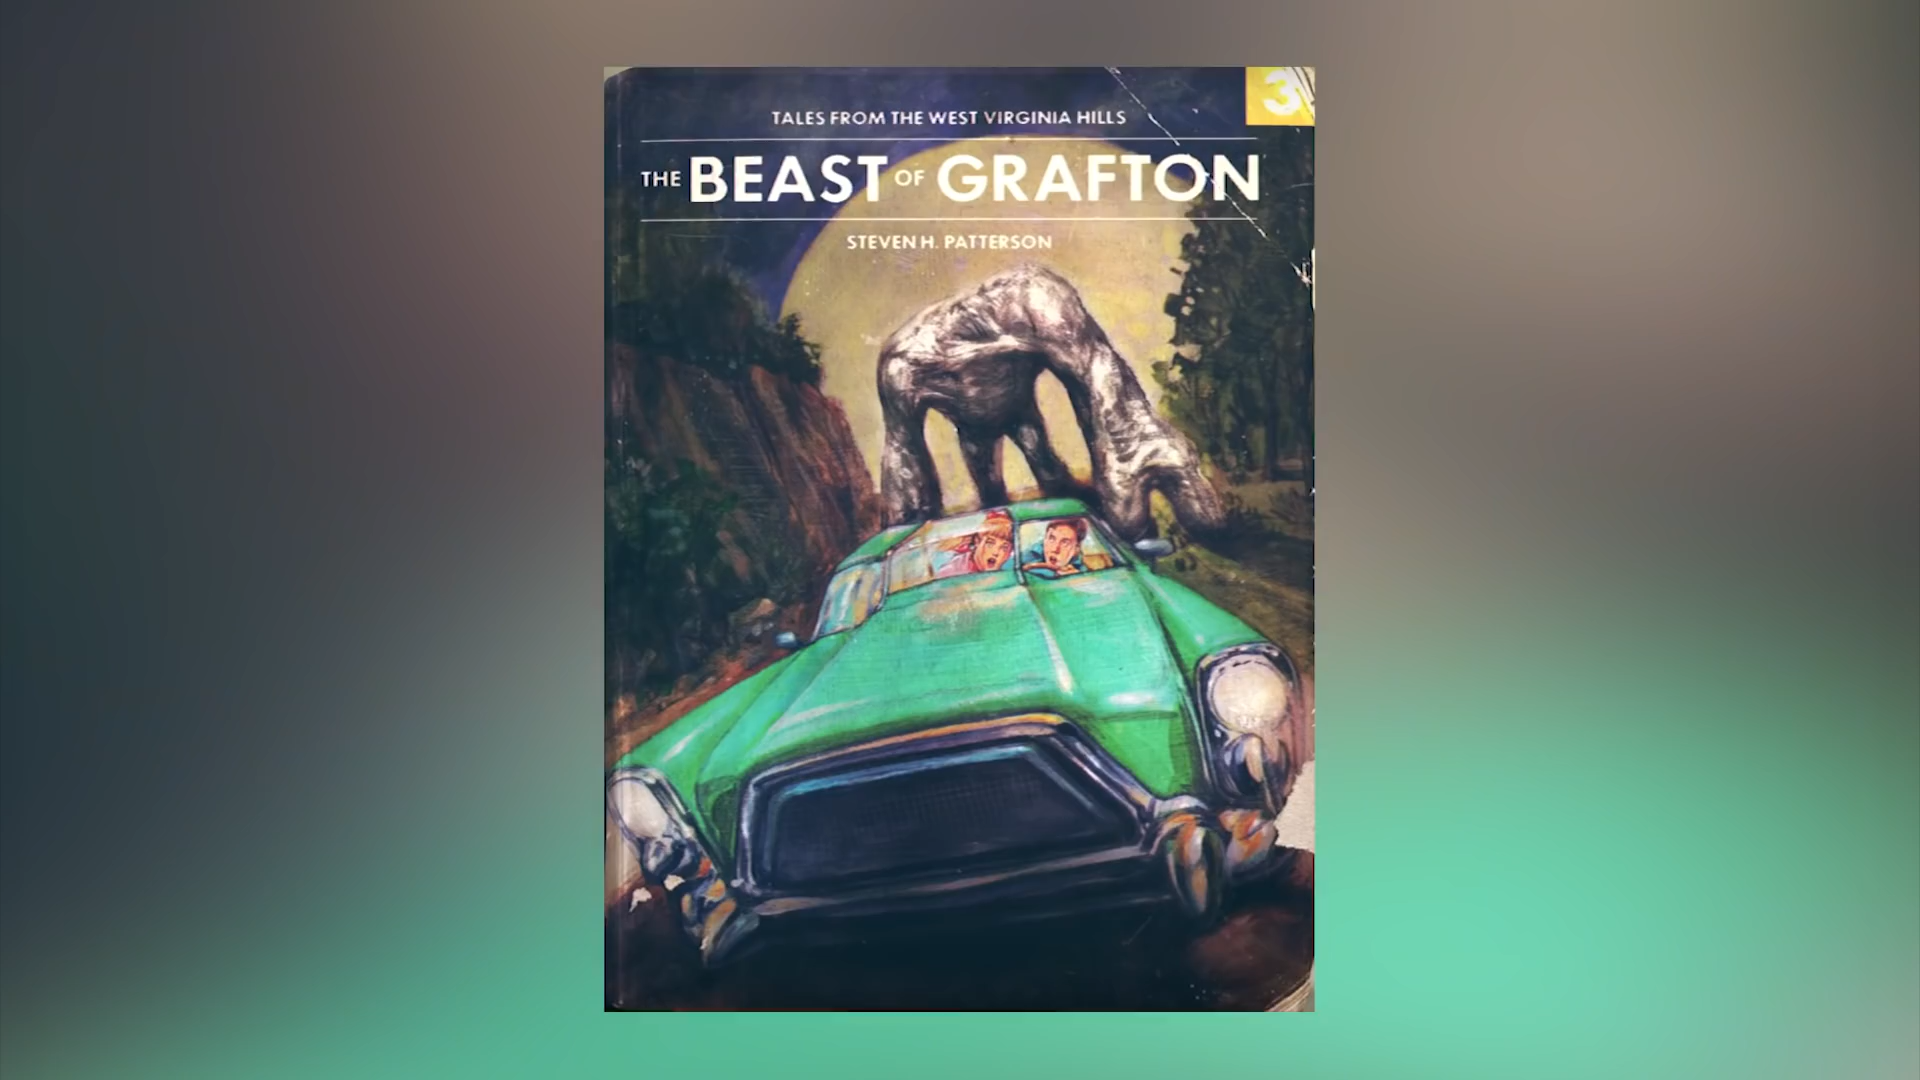 3
TALES FROM THE WEST VIRGINIA HILLS
THE BEAST OF GRAFTON
STEVEN H. PATTERSON